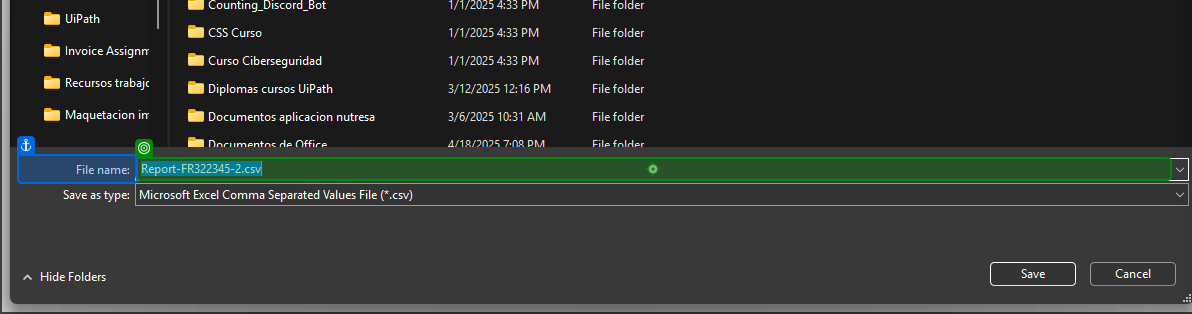 Counting_Discord_Bot 1/1/2025 4:33 PM File folder
UiPath
CSS Curso 1/1/2025 4:33 PM File folder
Invoice Assignm
Curso Ciberseguridad 1/1/2025 4:33 PM File folder
Recursos trabajo
Diplomas cursos UiPath 3/12/2025 12:16 PM File folder
Maquetacion im
Documentos aplicacion nutresa 3/6/2025 10:31 AM File folder
Documentos de Office 4/18/2025 7:08 PM File folder
File name: Report-FR322345-2.csv
Save as type: Microsoft Excel Comma Separated Values File (*.csv)
Hide Folders
Save
Cancel